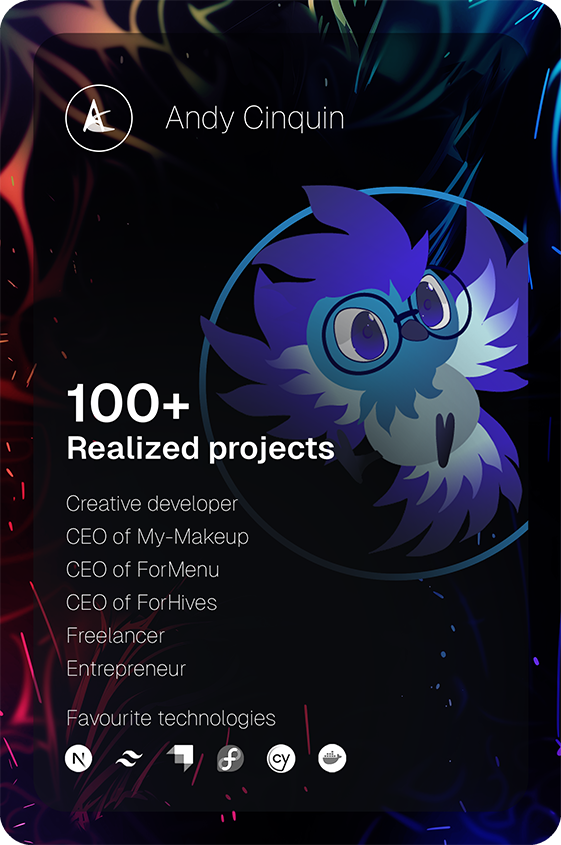 Andy Cinquin
100+
Realized projects
Creative developer
CEO of My-Makeup
CEO of ForMenu
CEO of ForHives
Freelancer
Entrepreneur
Favourite technologies
N cy